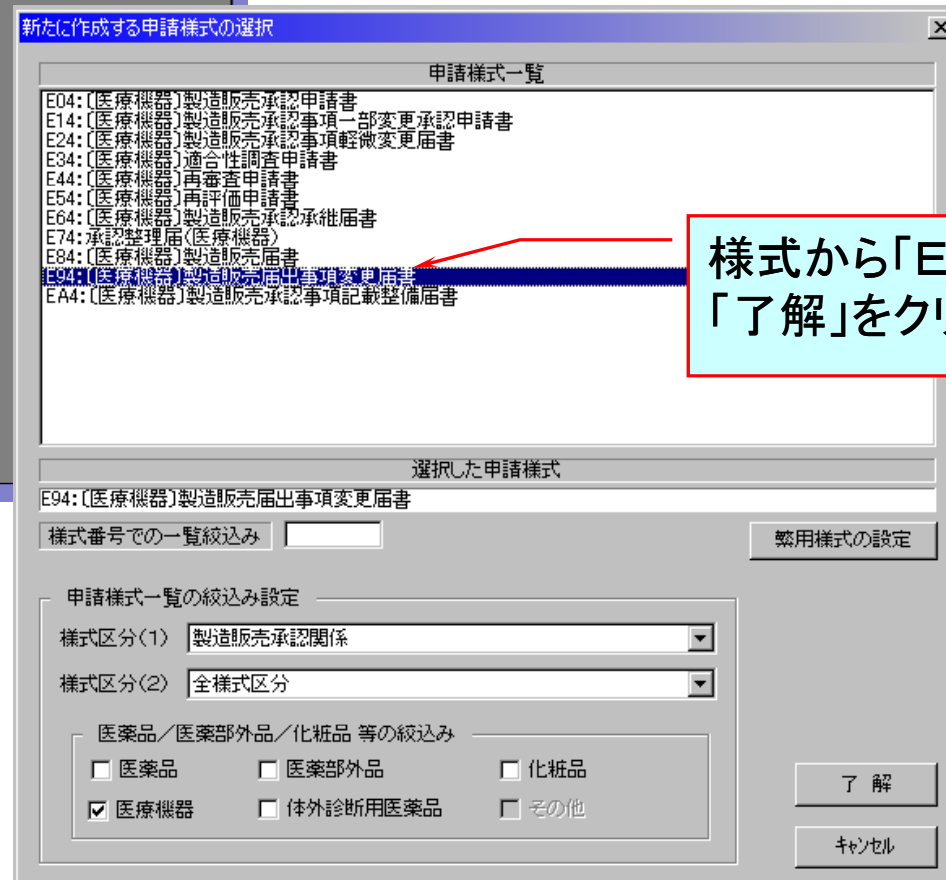 新たに作成する申請様式の選択
申請様式一覧
E04:〔医療機器〕製造販売承認申請書
E14:〔医療機器〕製造販売承認事項一部変更承認申請書
E24:〔医療機器〕製造販売承認事項軽微変更届書
E34:〔医療機器〕適合性調査申請書
E44:〔医療機器〕再審査申請書
E54:〔医療機器〕再評価申請書
E64:〔医療機器〕製造販売承認承継届書
E74:承認整理届(医療機器)
E84:〔医療機器〕製造販売届書
E94:〔医療機器〕製造販売届出事項変更届書
EA4:〔医療機器〕製造販売承認事項記載整備届書
様式から「E
「了解」をク
選択した申請様式
E94:〔医療機器〕製造販売届出事項変更届書
様式番号での一覧絞込み
繁用様式の設定
申請様式一覧の絞込み設定
様式区分(1) 製造販売承認関係
様式区分(2) 全様式区分
医薬品/医薬部外品/化粧品 等の絞込み
医薬品 医薬部外品 化粧品
医療機器 体外診断用医薬品 その他
了 解
キャンセル